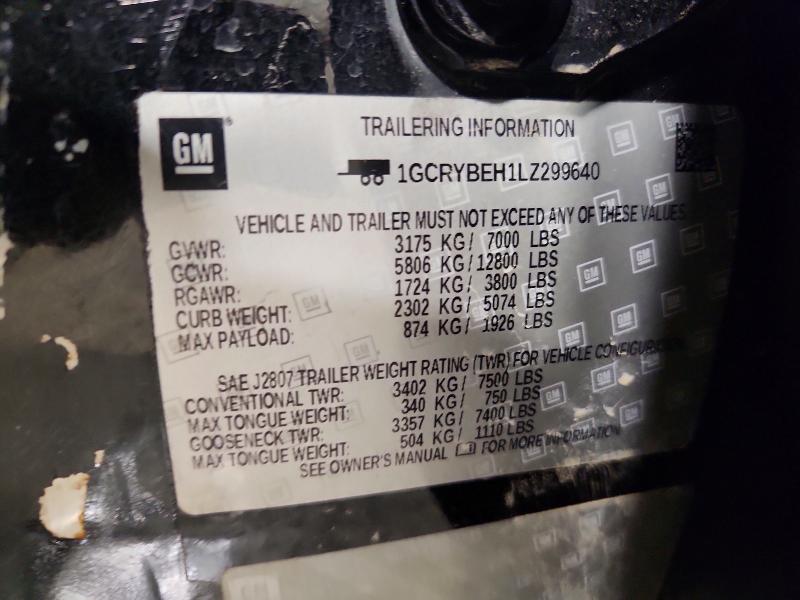 GM® TRAILERING INFORMATION
1GCRYBEH1LZ299640
VEHICLE AND TRAILER MUST NOT EXCEED ANY OF THESE VALUES
GVWR: 3175 KG/ 7000 LBS
GCWR: 5806 KG/12800 LBS
RGAWR: 1724 KG/ 3800 LBS
CURB WEIGHT: 2302 KG/ 5074 LBS
MAX PAYLOAD: 874 KG/ 1926 LBS
SAE J2807 TRAILER WEIGHT RATING (TWR) FOR VEHICLE CONFIGURATION
CONVENTIONAL TWR: 3402 KG/ 7500 LBS
MAX TONGUE WEIGHT: 340 KG/ 750 LBS
GOOSENECK TWR: 3357 KG/ 7400 LBS
MAX TONGUE WEIGHT: 504 KG/ 1110 LBS
SEE OWNER'S MANUAL FOR MORE INFORMATION